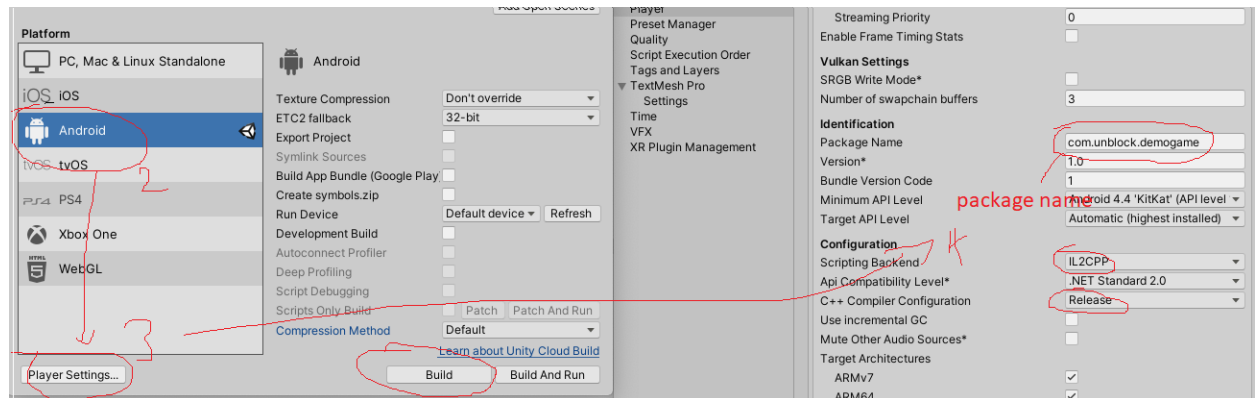 Add Open Scenes
Platform
PC, Mac & Linux Standalone
iOS iOS
Android
tvOS tvOS
PS4 PS4
Xbox One
HTML 5 WebGL
2
3
Player Settings...
Android
Texture Compression Don't override
ETC2 fallback 32-bit
Export Project
Symlink Sources
Build App Bundle (Google Play)
Create symbols.zip
Run Device Default device Refresh
Development Build
Autoconnect Profiler
Deep Profiling
Script Debugging
Scripts Only Build Patch Patch And Run
Compression Method Default
Learn about Unity Cloud Build
Build Build And Run
Player
Preset Manager
Quality
Script Execution Order
Tags and Layers
TextMesh Pro
Settings
Time
VFX
XR Plugin Management
Streaming Priority 0
Enable Frame Timing Stats
Vulkan Settings
SRGB Write Mode*
Number of swapchain buffers 3
Identification
Package Name com.unblock.demogame
Version* 1.0
Bundle Version Code 1
package name
Minimum API Level Android 4.4 'KitKat' (API level
Target API Level Automatic (highest installed)
Configuration
Scripting Backend IL2CPP
Api Compatibility Level* .NET Standard 2.0
C++ Compiler Configuration Release
Use incremental GC
Mute Other Audio Sources*
Target Architectures
ARMv7
ARM64